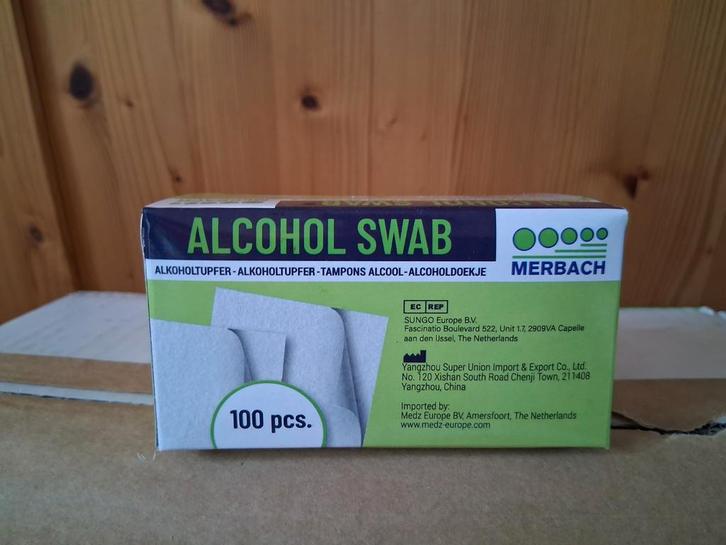 ALCOHOL SWAB
MERBACH
ALKOHOLTUPFER-ALKOHOLTUPFER-TAMPONS ALCOOL-ALCOHOLDOEKJE
EC REP
SUNGO Europe B.V.
Fascinatio Boulevard 522, Unit 1.7, 2909VA Capelle
aan den IJssel, The Netherlands
Yangzhou Super Union Import & Export Co., Ltd.
No. 120 Xishan South Road Chenji Town, 211408
Yangzhou, China
Imported by:
Medz Europe BV, Amersfoort, The Netherlands
www.medz-europe.com
100 pcs.